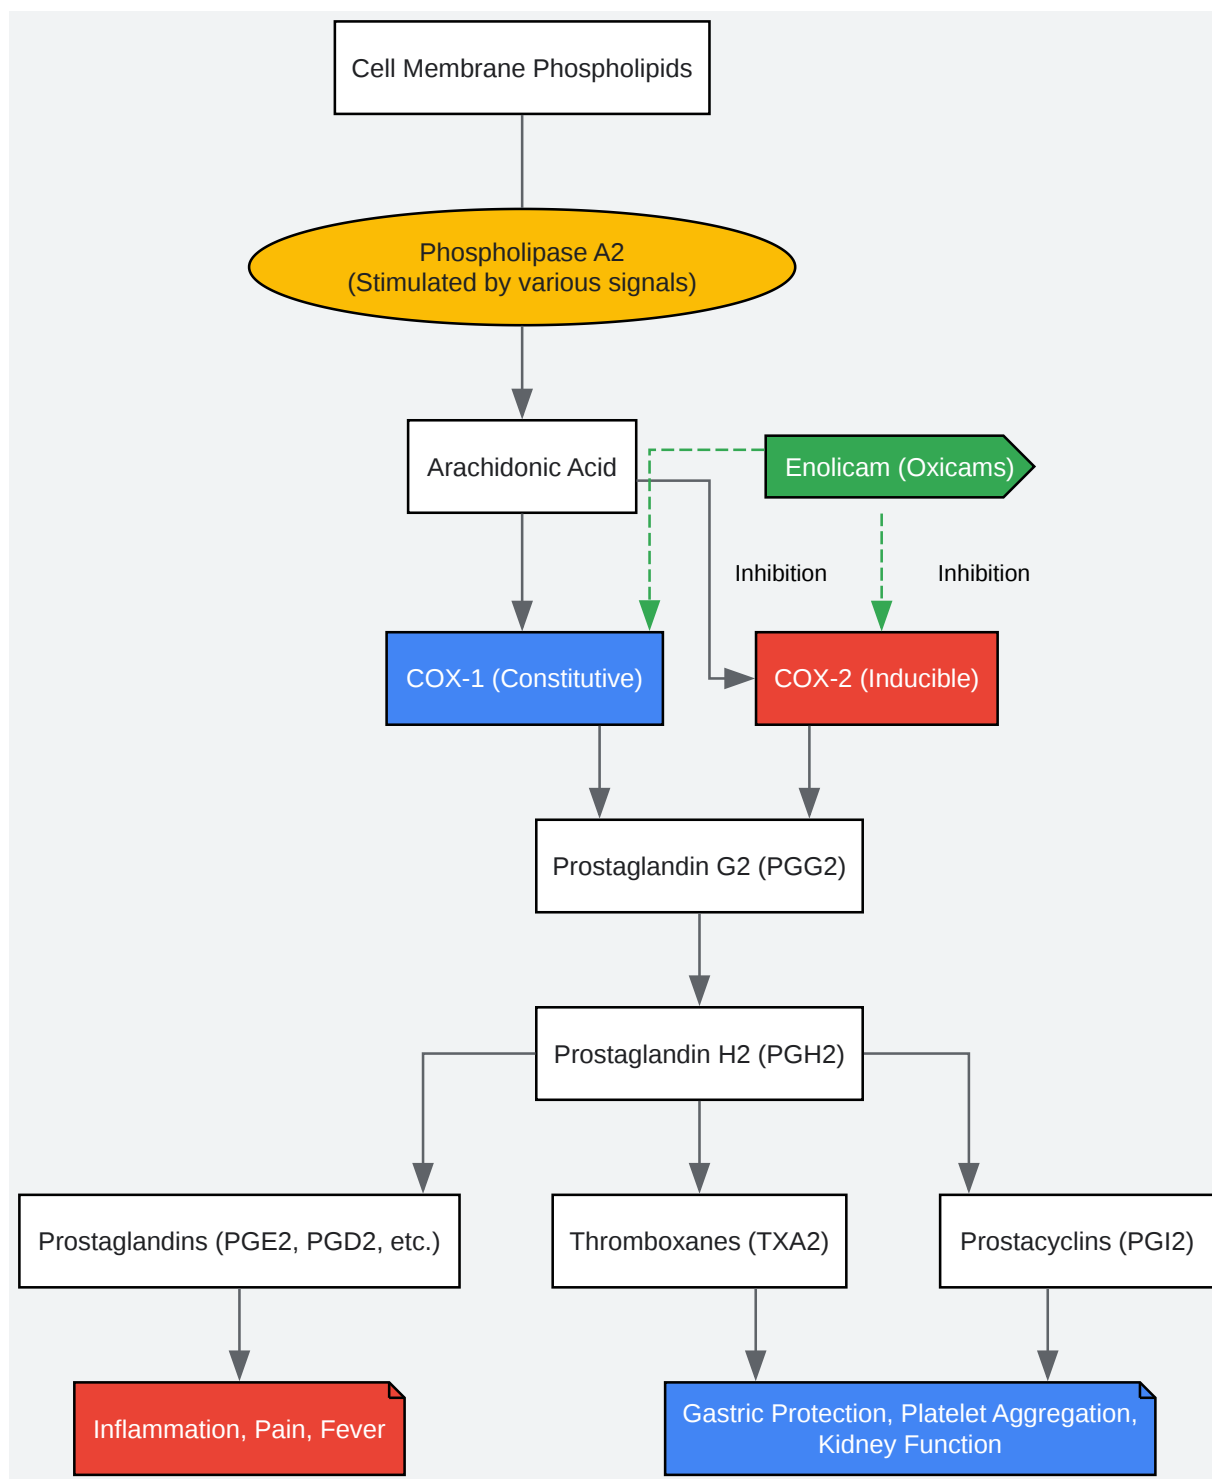 Cell Membrane Phospholipids
Phospholipase A2
(Stimulated by various signals)
Arachidonic Acid
Enolicam (Oxicams)
Inhibition
Inhibition
COX-1 (Constitutive)
COX-2 (Inducible)
Prostaglandin G2 (PGG2)
Prostaglandin H2 (PGH2)
Prostaglandins (PGE2, PGD2, etc.)
Thromboxanes (TXA2)
Prostacyclins (PGI2)
Inflammation, Pain, Fever
Gastric Protection, Platelet Aggregation,
Kidney Function